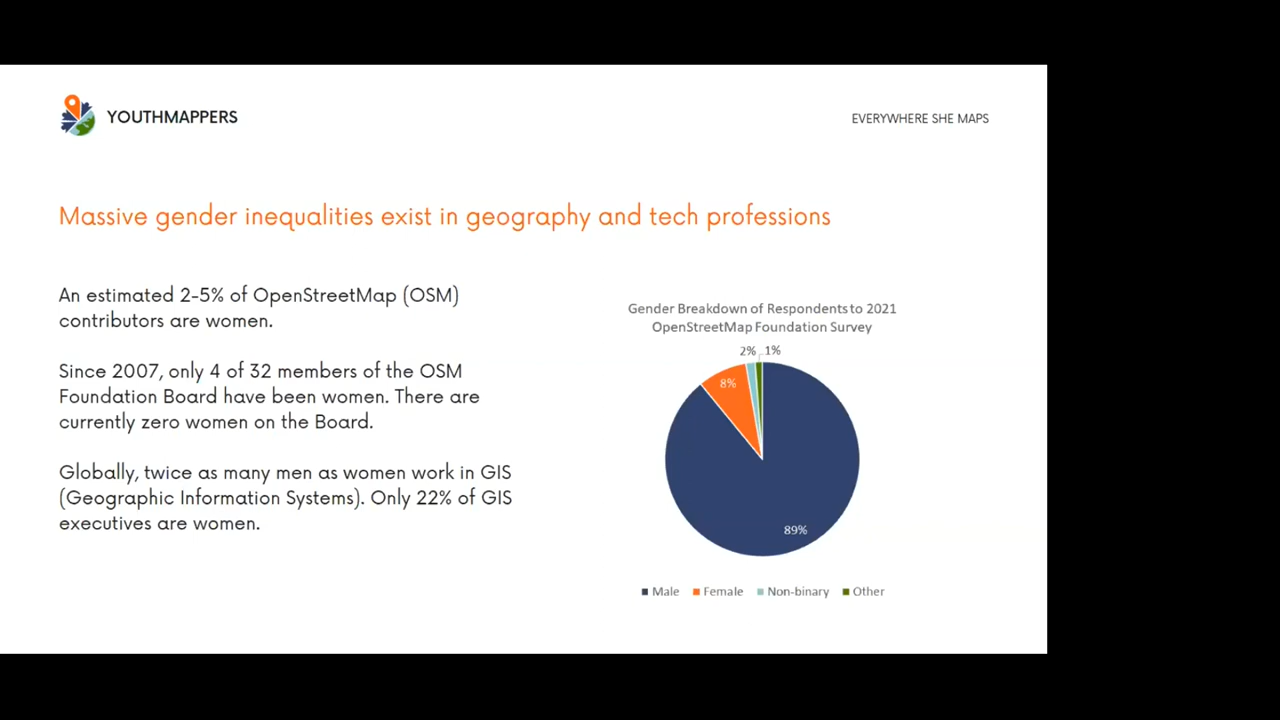 YOUTHMAPPERS
EVERYWHERE SHE MAPS
Massive gender inequalities exist in geography and tech professions
An estimated 2-5% of OpenStreetMap (OSM)
contributors are women.
Since 2007, only 4 of 32 members of the OSM
Foundation Board have been women. There are
currently zero women on the Board.
Globally, twice as many men as women work in GIS
(Geographic Information Systems). Only 22% of GIS
executives are women.
Gender Breakdown of Respondents to 2021
OpenStreetMap Foundation Survey
2% 1%
8%
89%
Male Female Non-binary Other